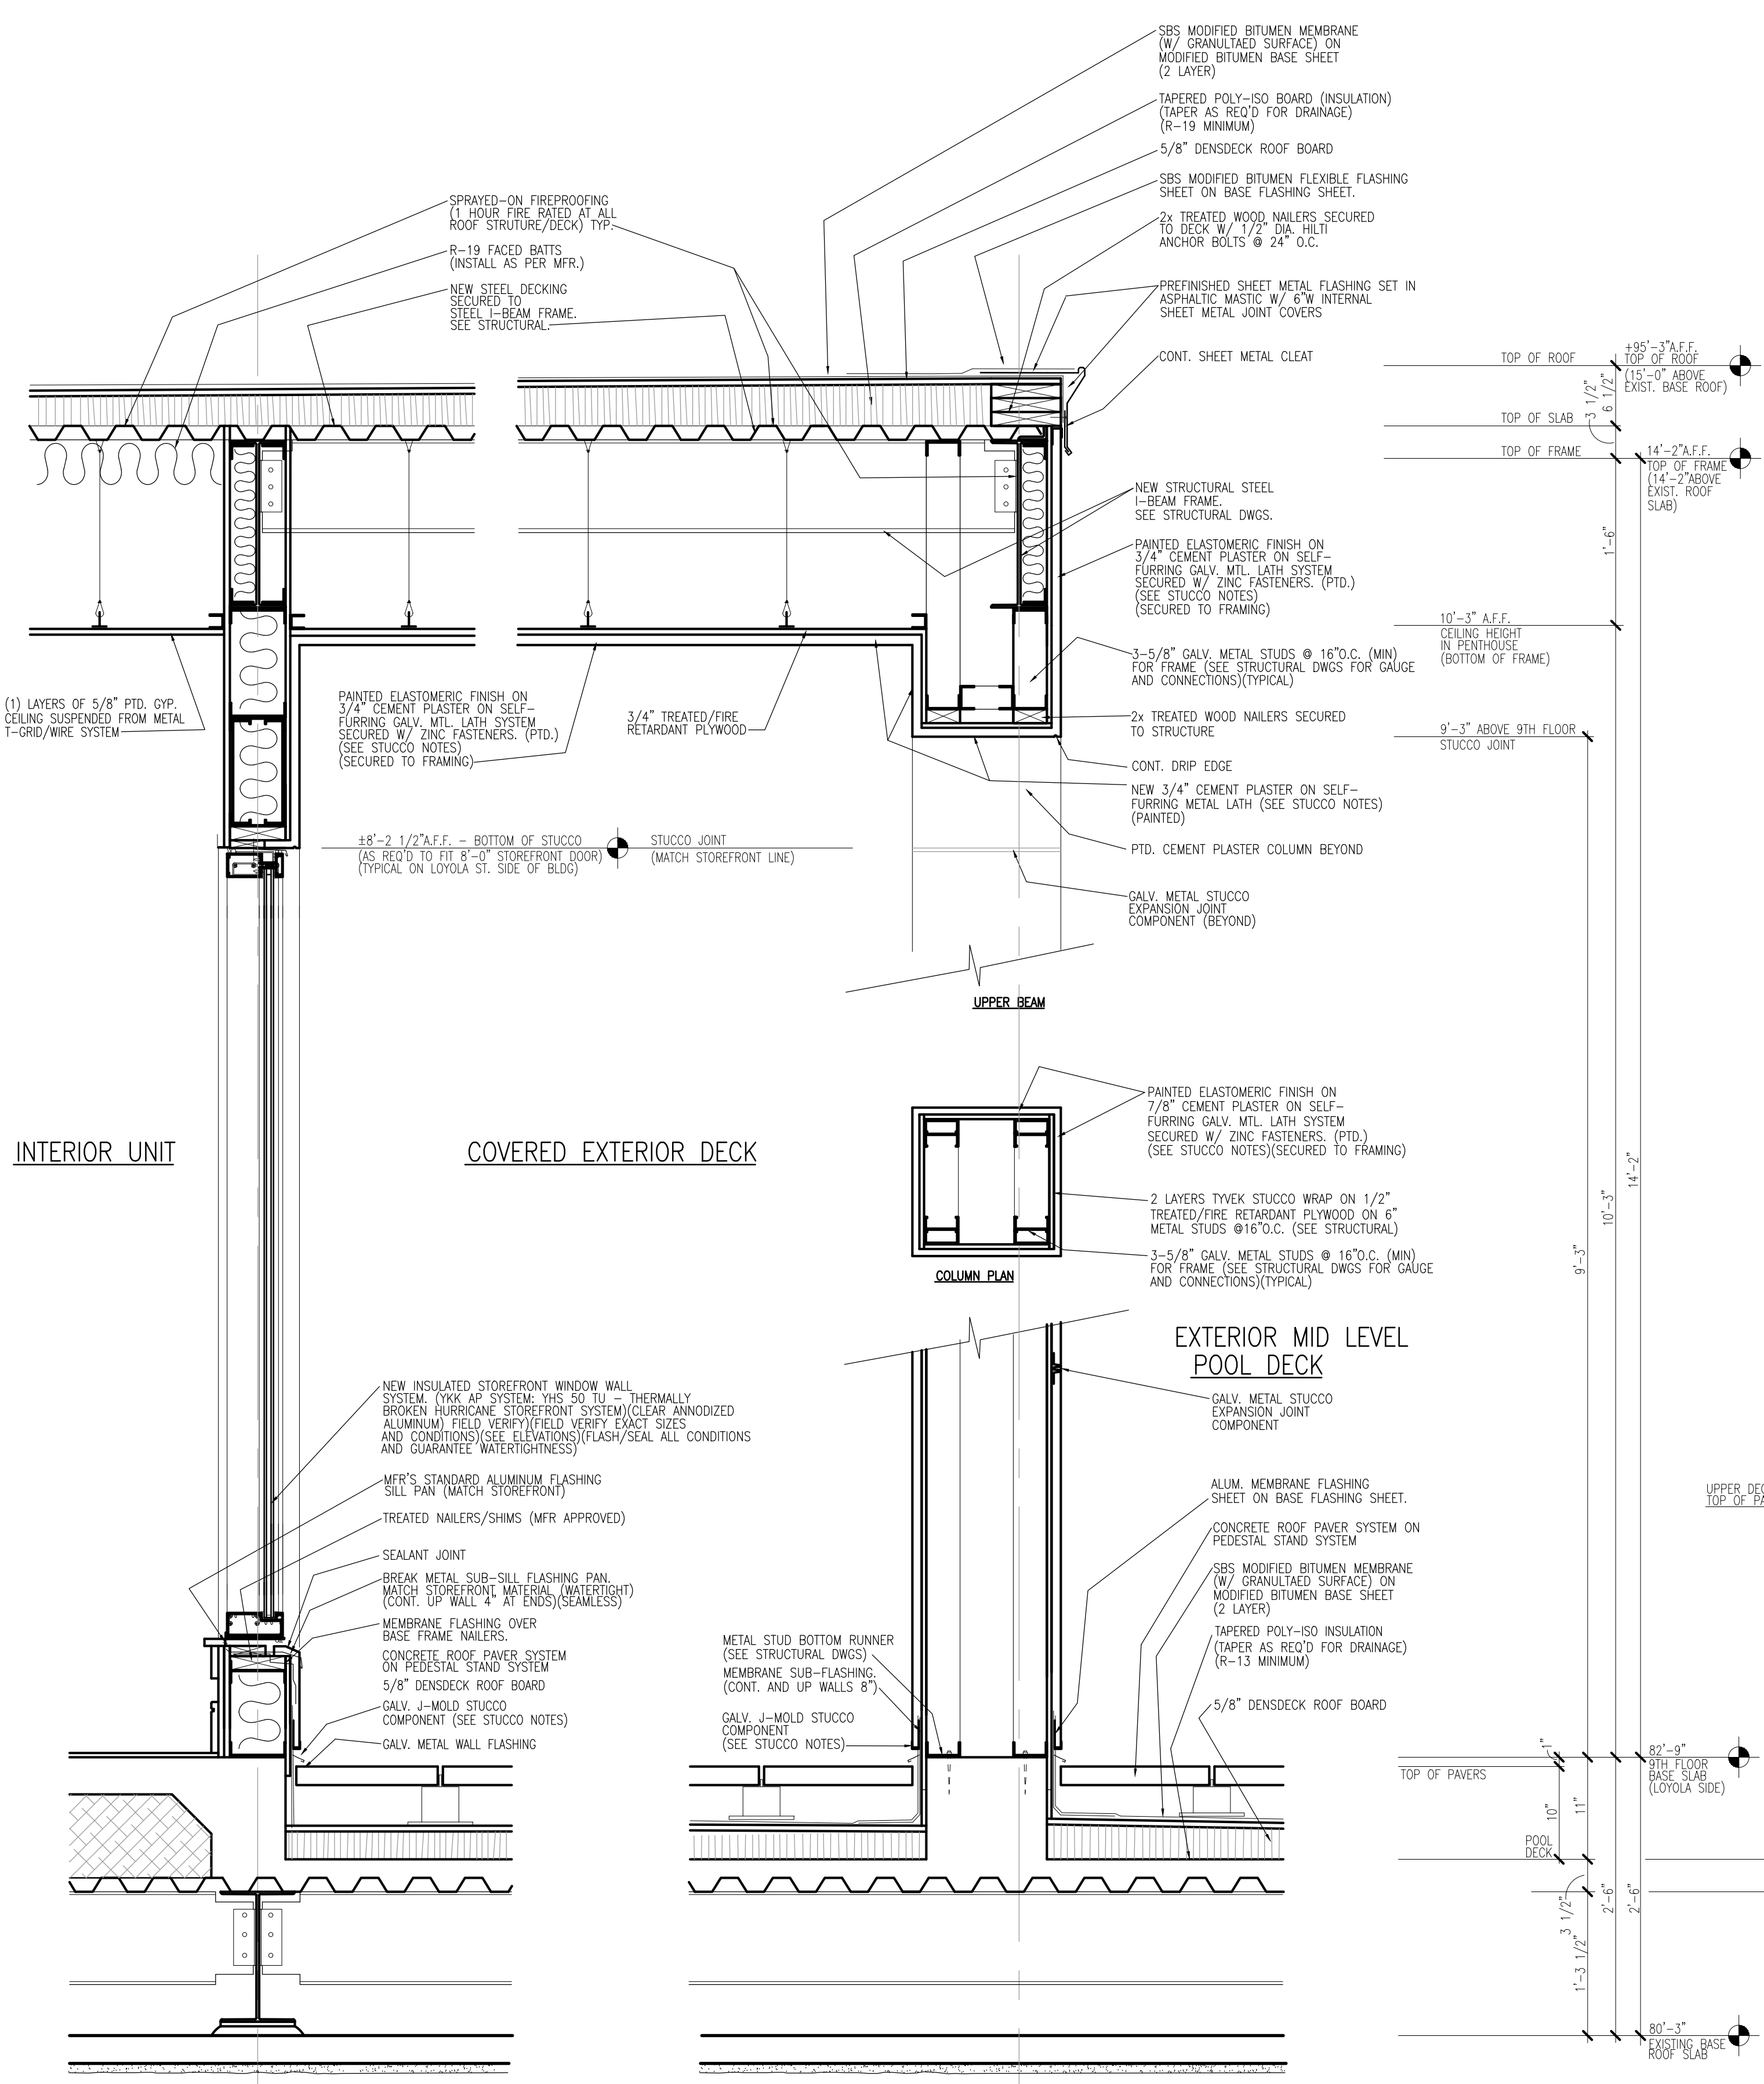 SBS MODIFIED BITUMEN MEMBRANE
(W/ GRANULTAED SURFACE) ON
MODIFIED BITUMEN BASE SHEET
(2 LAYER)
TAPERED POLY-ISO BOARD (INSULATION)
(TAPER AS REQ'D FOR DRAINAGE)
(R-19 MINIMUM)
5/8" DENSDECK ROOF BOARD
SBS MODIFIED BITUMEN FLEXIBLE FLASHING
SHEET ON BASE FLASHING SHEET.
2x TREATED WOOD NAILERS SECURED
TO DECK W/ 1/2" DIA. HILTI
ANCHOR BOLTS @ 24" O.C.
PREFINISHED SHEET METAL FLASHING SET IN
ASPHALTIC MASTIC W/ 6"W INTERNAL
SHEET METAL JOINT COVERS
CONT. SHEET METAL CLEAT
SPRAYED-ON FIREPROOFING
(1 HOUR FIRE RATED AT ALL
ROOF STRUTURE/DECK) TYP.
R-19 FACED BATTS
(INSTALL AS PER MFR.)
NEW STEEL DECKING
SECURED TO
STEEL I-BEAM FRAME.
SEE STRUCTURAL.
TOP OF ROOF
+95'-3"A.F.F.
TOP OF ROOF
(15'-0" ABOVE
EXIST. BASE ROOF)
3 1/2"
6 1/2"
TOP OF SLAB
TOP OF FRAME
14'-2"A.F.F.
TOP OF FRAME
(14'-2"ABOVE
EXIST. ROOF
SLAB)
1'-6"
NEW STRUCTURAL STEEL
I-BEAM FRAME.
SEE STRUCTURAL DWGS.
PAINTED ELASTOMERIC FINISH ON
3/4" CEMENT PLASTER ON SELF-
FURRING GALV. MTL. LATH SYSTEM
SECURED W/ ZINC FASTENERS. (PTD.)
(SEE STUCCO NOTES)
(SECURED TO FRAMING)
10'-3" A.F.F.
CEILING HEIGHT
IN PENTHOUSE
(BOTTOM OF FRAME)
3-5/8" GALV. METAL STUDS @ 16"O.C. (MIN)
FOR FRAME (SEE STRUCTURAL DWGS FOR GAUGE
AND CONNECTIONS)(TYPICAL)
(1) LAYERS OF 5/8" PTD. GYP.
CEILING SUSPENDED FROM METAL
T-GRID/WIRE SYSTEM
PAINTED ELASTOMERIC FINISH ON
3/4" CEMENT PLASTER ON SELF-
FURRING GALV. MTL. LATH SYSTEM
SECURED W/ ZINC FASTENERS. (PTD.)
(SEE STUCCO NOTES)
(SECURED TO FRAMING)
3/4" TREATED/FIRE
RETARDANT PLYWOOD
2x TREATED WOOD NAILERS SECURED
TO STRUCTURE
9'-3" ABOVE 9TH FLOOR
STUCCO JOINT
CONT. DRIP EDGE
NEW 3/4" CEMENT PLASTER ON SELF-
FURRING METAL LATH (SEE STUCCO NOTES)
(PAINTED)
±8'-2 1/2"A.F.F. - BOTTOM OF STUCCO
(AS REQ'D TO FIT 8'-0" STOREFRONT DOOR)
(TYPICAL ON LOYOLA ST. SIDE OF BLDG)
STUCCO JOINT
(MATCH STOREFRONT LINE)
PTD. CEMENT PLASTER COLUMN BEYOND
GALV. METAL STUCCO
EXPANSION JOINT
COMPONENT (BEYOND)
UPPER BEAM
PAINTED ELASTOMERIC FINISH ON
7/8" CEMENT PLASTER ON SELF-
FURRING GALV. MTL. LATH SYSTEM
SECURED W/ ZINC FASTENERS. (PTD.)
(SEE STUCCO NOTES)(SECURED TO FRAMING)
INTERIOR UNIT
COVERED EXTERIOR DECK
2 LAYERS TYVEK STUCCO WRAP ON 1/2"
TREATED/FIRE RETARDANT PLYWOOD ON 6"
METAL STUDS @16"O.C. (SEE STRUCTURAL)
3-5/8" GALV. METAL STUDS @ 16"O.C. (MIN)
FOR FRAME (SEE STRUCTURAL DWGS FOR GAUGE
AND CONNECTIONS)(TYPICAL)
COLUMN PLAN
9'-3"
10'-3"
14'-2"
EXTERIOR MID LEVEL
POOL DECK
GALV. METAL STUCCO
EXPANSION JOINT
COMPONENT
NEW INSULATED STOREFRONT WINDOW WALL
SYSTEM. (YKK AP SYSTEM: YHS 50 TU - THERMALLY
BROKEN HURRICANE STOREFRONT SYSTEM)(CLEAR ANNODIZED
ALUMINUM) FIELD VERIFY)(FIELD VERIFY EXACT SIZES
AND CONDITIONS)(SEE ELEVATIONS)(FLASH/SEAL ALL CONDITIONS
AND GUARANTEE WATERTIGHTNESS)
MFR'S STANDARD ALUMINUM FLASHING
SILL PAN (MATCH STOREFRONT)
TREATED NAILERS/SHIMS (MFR APPROVED)
SEALANT JOINT
BREAK METAL SUB-SILL FLASHING PAN.
MATCH STOREFRONT MATERIAL (WATERTIGHT)
(CONT. UP WALL 4" AT ENDS)(SEAMLESS)
MEMBRANE FLASHING OVER
BASE FRAME NAILERS.
CONCRETE ROOF PAVER SYSTEM
ON PEDESTAL STAND SYSTEM
5/8" DENSDECK ROOF BOARD
GALV. J-MOLD STUCCO
COMPONENT (SEE STUCCO NOTES)
GALV. METAL WALL FLASHING
METAL STUD BOTTOM RUNNER
(SEE STRUCTURAL DWGS)
MEMBRANE SUB-FLASHING.
(CONT. AND UP WALLS 8")
GALV. J-MOLD STUCCO
COMPONENT
(SEE STUCCO NOTES)
ALUM. MEMBRANE FLASHING
SHEET ON BASE FLASHING SHEET.
CONCRETE ROOF PAVER SYSTEM ON
PEDESTAL STAND SYSTEM
SBS MODIFIED BITUMEN MEMBRANE
(W/ GRANULTAED SURFACE) ON
MODIFIED BITUMEN BASE SHEET
(2 LAYER)
TAPERED POLY-ISO INSULATION
(TAPER AS REQ'D FOR DRAINAGE)
(R-13 MINIMUM)
5/8" DENSDECK ROOF BOARD
UPPER DEC
TOP OF PA
1"
82'-9"
9TH FLOOR
BASE SLAB
(LOYOLA SIDE)
TOP OF PAVERS
10"
11"
POOL
DECK
3 1/2"
1'-3 1/2"
2'-6"
2'-6"
80'-3"
EXISTING BASE
ROOF SLAB